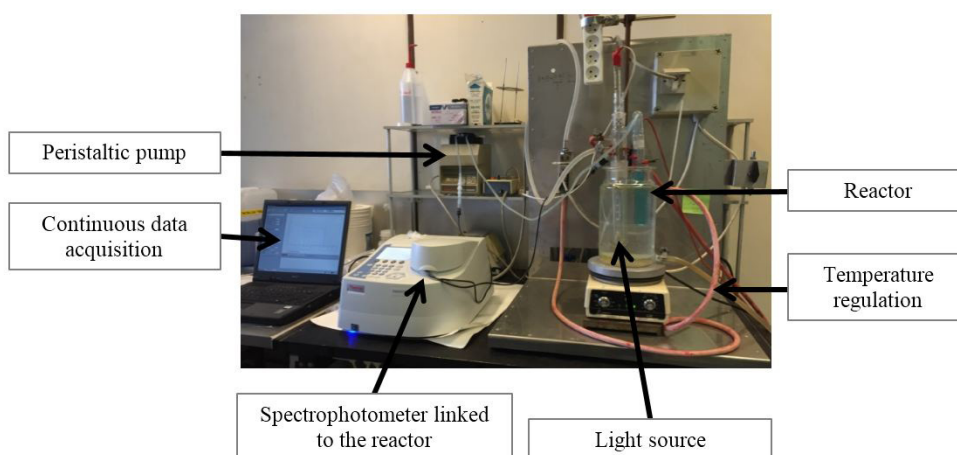 Peristaltic pump
Continuous data
acquisition
Reactor
Temperature
regulation
Spectrophotometer linked
to the reactor
Light source